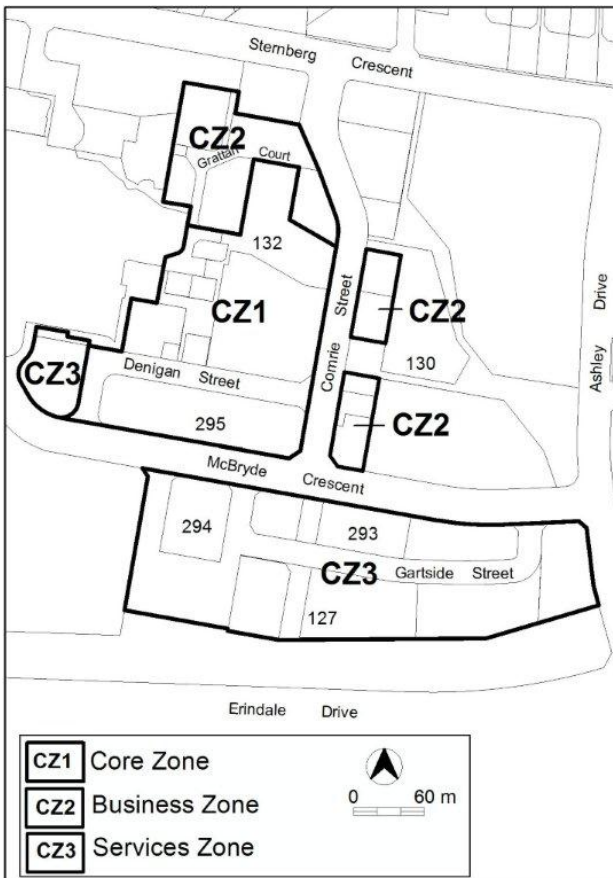 Sternberg Crescent
CZ2
Grattan Court
132
CZ1
Comrie Street
CZ2
Ashley Drive
130
CZ3
Denigan Street
CZ2
295
McBryde Crescent
294
293
CZ3
Gartside Street
127
Erindale Drive
CZ1 Core Zone
CZ2 Business Zone
CZ3 Services Zone
0 60 m